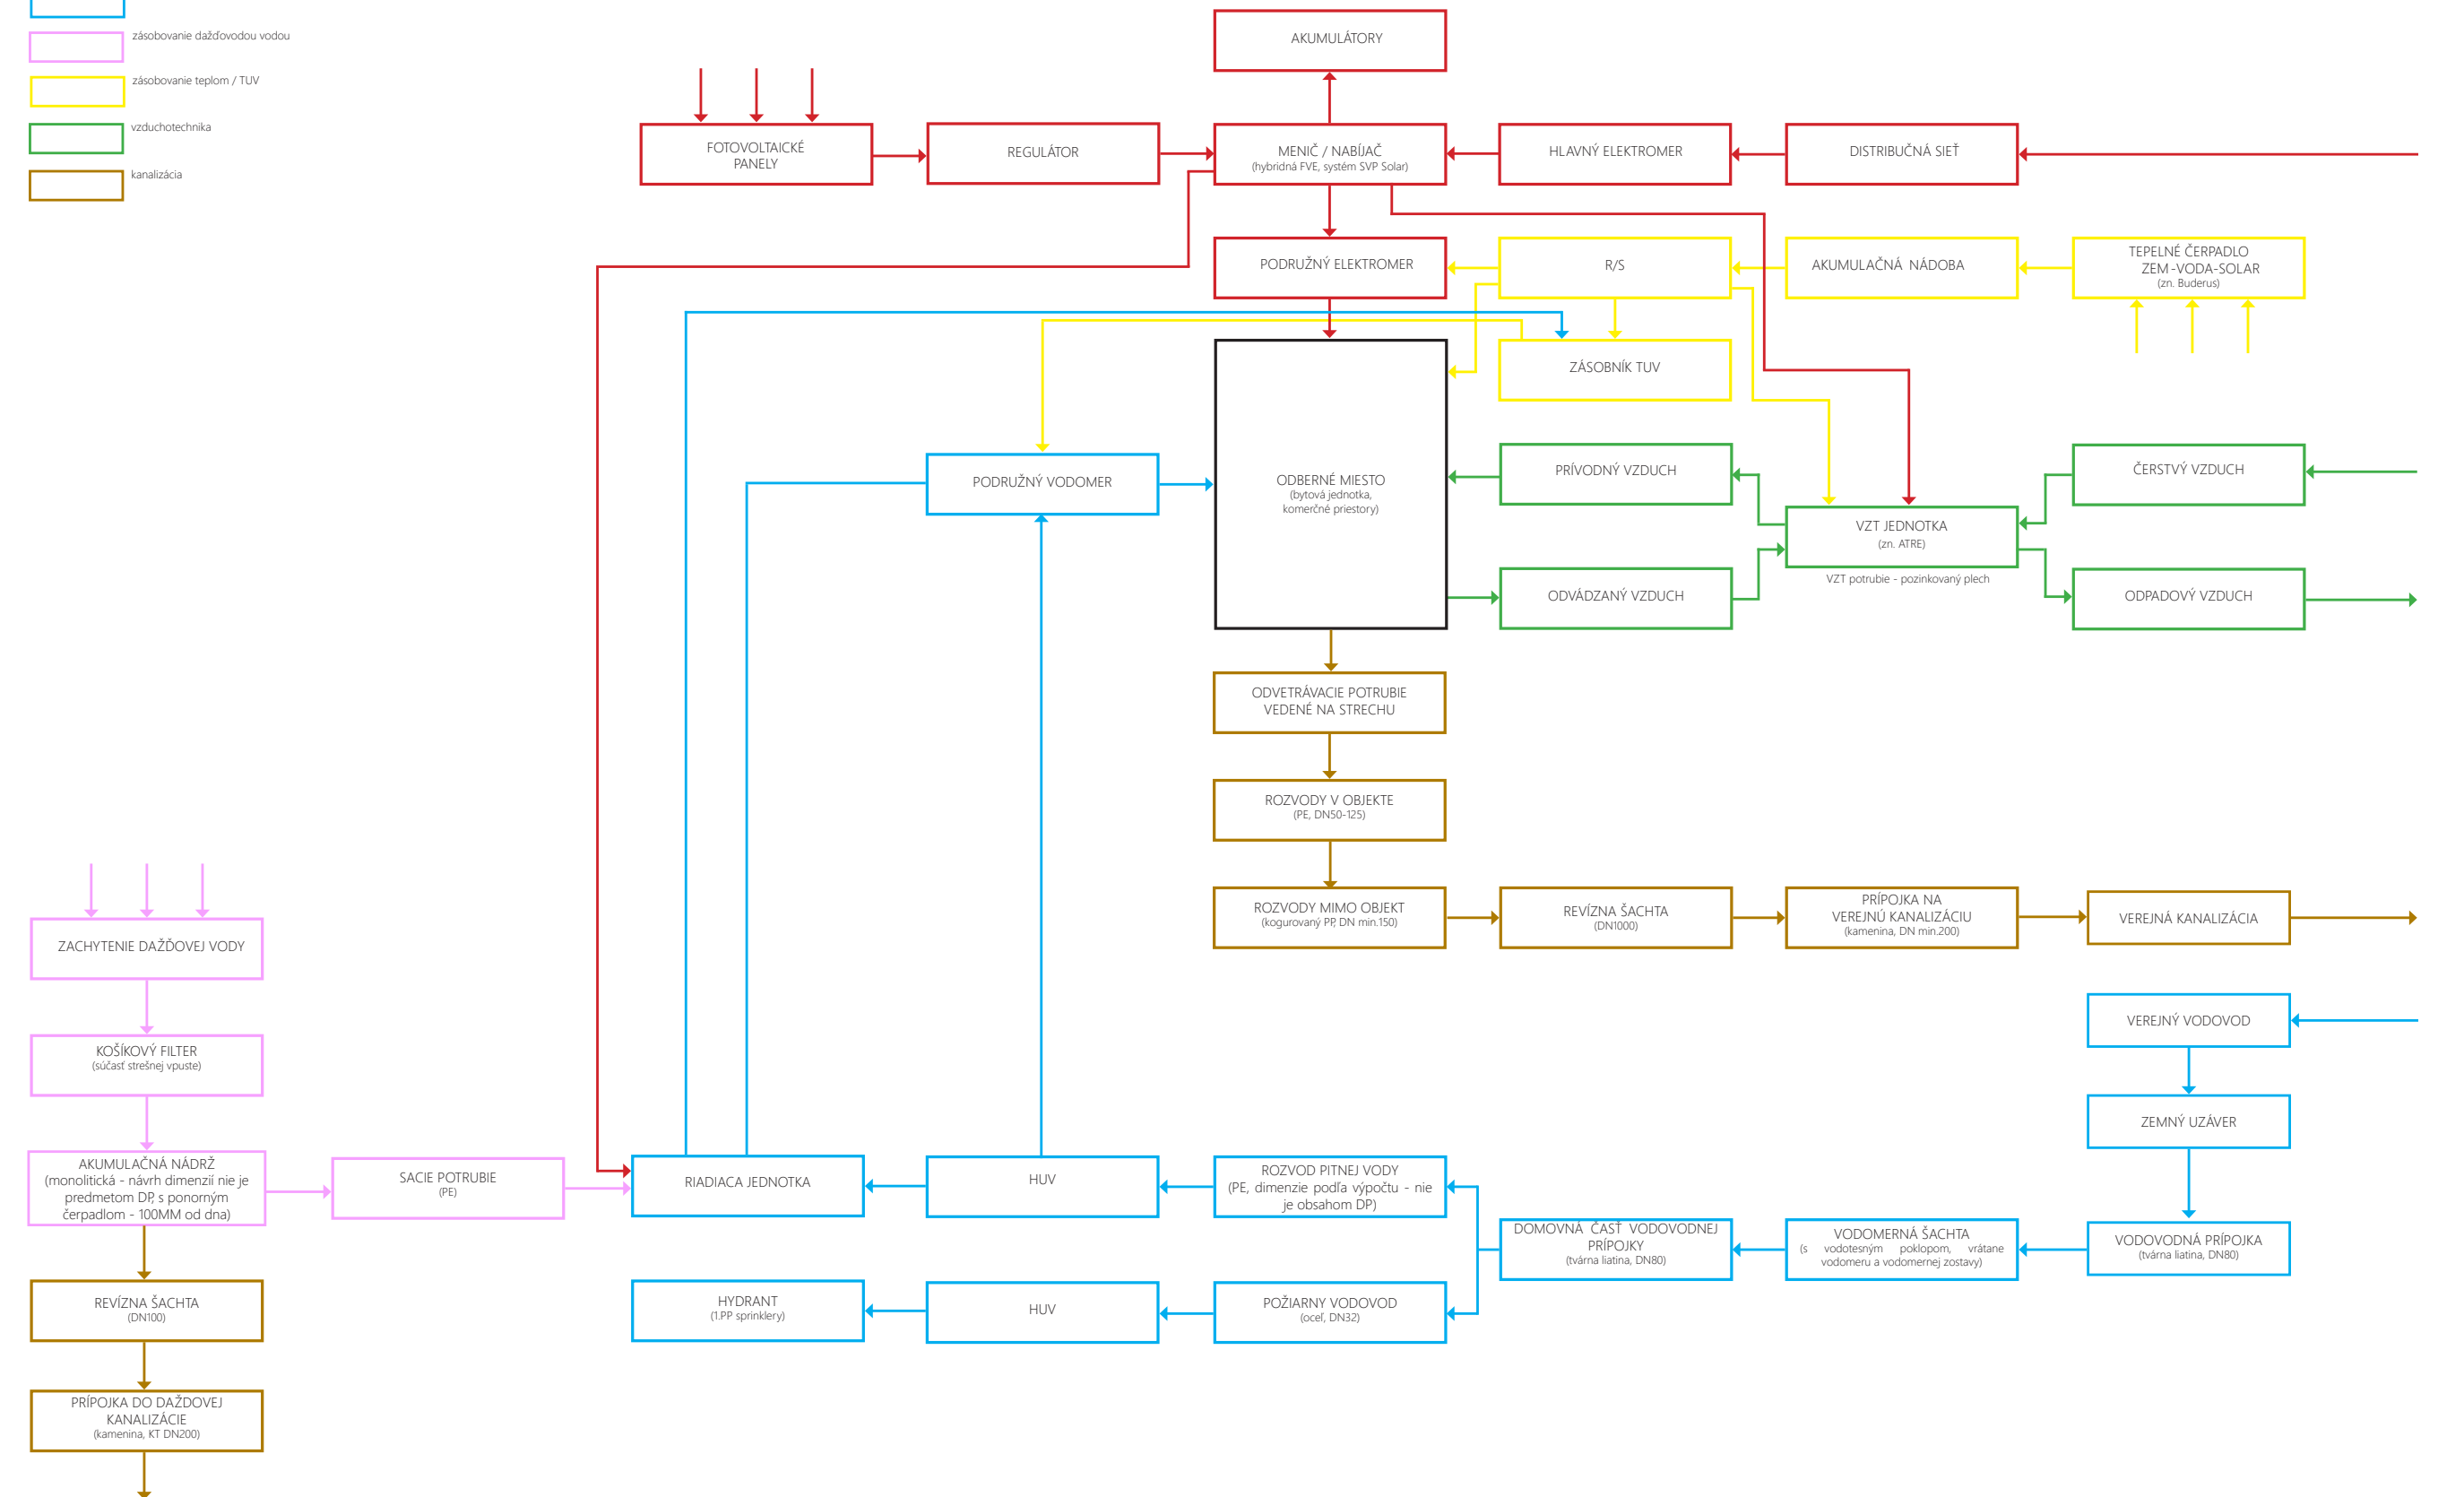 zásobovanie dažďovodou vodou
zásobovanie teplom / TUV
vzduchotechnika
kanalizácia
AKUMULÁTORY
FOTOVOLTAICKÉ
PANELY
REGULÁTOR
MENIČ / NABÍJAČ
(hybridná FVE, systém SVP Solar)
HLAVNÝ ELEKTROMER
DISTRIBUČNÁ SIEŤ
PODRUŽNÝ ELEKTROMER
R/S
AKUMULAČNÁ NÁDOBA
TEPELNÉ ČERPADLO
ZEM -VODA-SOLAR
(zn. Buderus)
ZÁSOBNÍK TUV
PODRUŽNÝ VODOMER
ODBERNÉ MIESTO
(bytová jednotka,
komerčné priestory)
PRÍVODNÝ VZDUCH
ČERSTVÝ VZDUCH
VZT JEDNOTKA
(zn. ATRE)
VZT potrubie - pozinkovaný plech
ODVÁDZANÝ VZDUCH
ODPADOVÝ VZDUCH
ODVETRÁVACIE POTRUBIE
VEDENÉ NA STRECHU
ROZVODY V OBJEKTE
(PE, DN50-125)
ROZVODY MIMO OBJEKT
(kogurovaný PP, DN min.150)
REVÍZNA ŠACHTA
(DN1000)
PRÍPOJKA NA
VEREJNÚ KANALIZÁCIU
(kamenina, DN min.200)
VEREJNÁ KANALIZÁCIA
ZACHYTENIE DAŽĎOVEJ VODY
KOŠÍKOVÝ FILTER
(súčasť strešnej vpuste)
AKUMULAČNÁ NÁDRŽ
(monolitická - návrh dimenzií nie je
predmetom DP, s ponorným
čerpadlom - 100MM od dna)
SACIE POTRUBIE
(PE)
RIADIACA JEDNOTKA
HUV
ROZVOD PITNEJ VODY
(PE, dimenzie podľa výpočtu - nie
je obsahom DP)
VEREJNÝ VODOVOD
ZEMNÝ UZÁVER
VODOVODNÁ PRÍPOJKA
(tvárna liatina, DN80)
VODOMERNÁ ŠACHTA
(s vodotesným poklopom, vrátane
vodomeru a vodomernej zostavy)
DOMOVNÁ ČASŤ VODOVODNEJ
PRÍPOJKY
(tvárna liatina, DN80)
REVÍZNA ŠACHTA
(DN100)
HYDRANT
(1.PP sprinklery)
HUV
POŽIARNY VODOVOD
(oceľ, DN32)
PRÍPOJKA DO DAŽDOVEJ
KANALIZÁCIE
(kamenina, KT DN200)